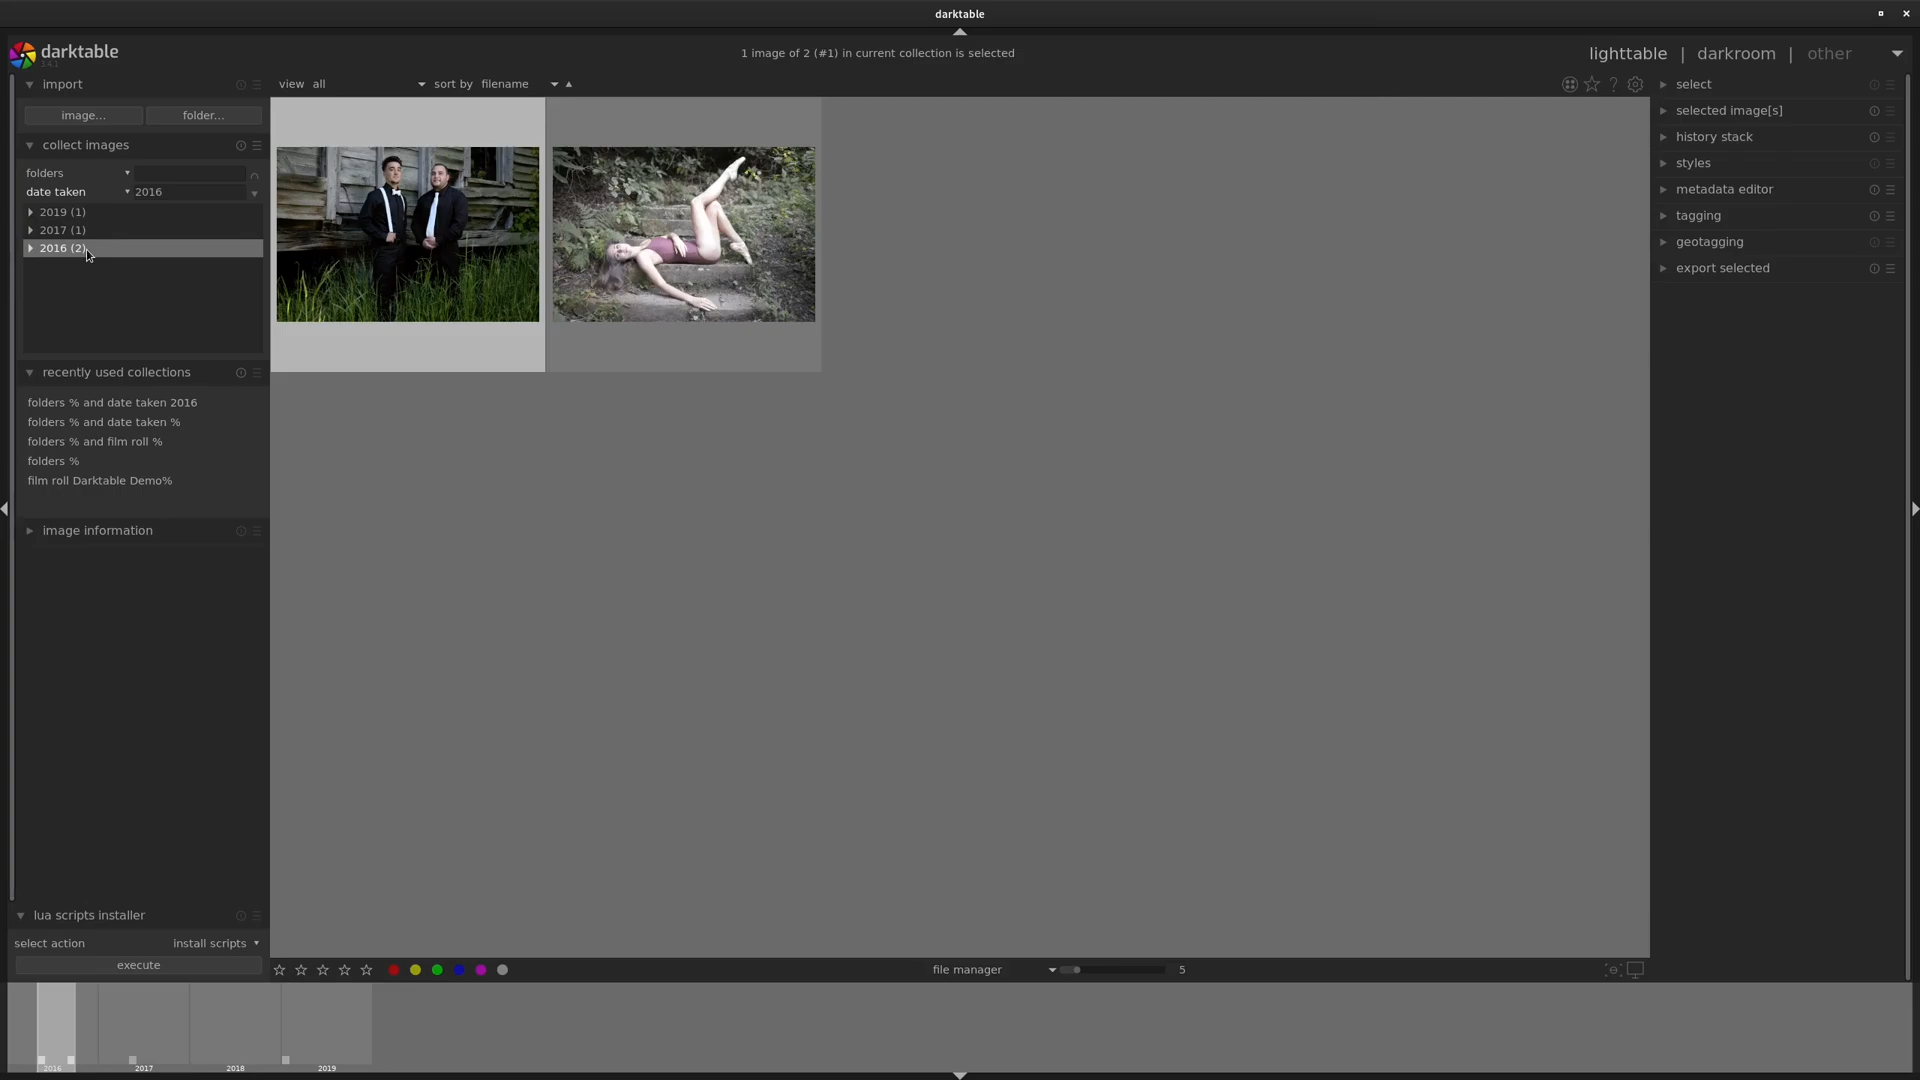 darktable
darktable
3.4.1
1 image of 2 (#1) in current collection is selected
lighttable | darkroom | other
import
view all sort by filename
image... folder...
collect images
folders
date taken 2016
2019 (1)
2017 (1)
2016 (2)
recently used collections
folders % and date taken 2016
folders % and date taken %
folders % and film roll %
folders %
film roll Darktable Demo%
image information
lua scripts installer
select action install scripts
execute
select
selected image[s]
history stack
styles
metadata editor
tagging
geotagging
export selected
file manager 5
2016 2017 2018 2019